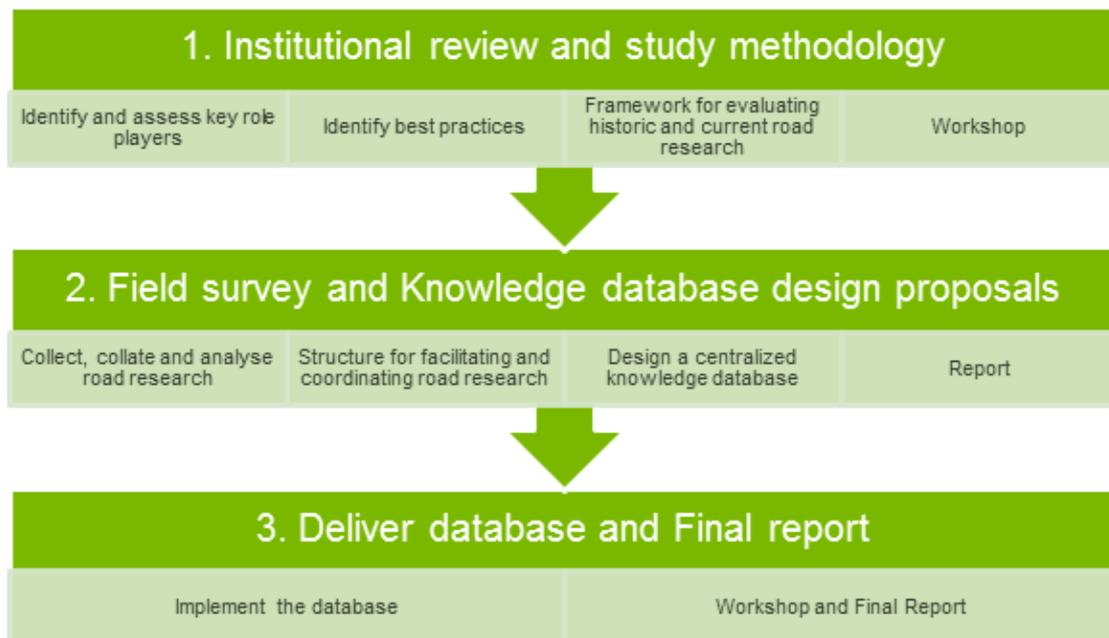 1. Institutional review and study methodology
Identify and assess key role
players
Identify best practices
Framework for evaluating
historic and current road
research
Workshop
2. Field survey and Knowledge database design proposals
Collect, collate and analyse
road research
Structure for facilitating and
coordinating road research
Design a centralized
knowledge database
Report
3. Deliver database and Final report
Implement the database
Workshop and Final Report